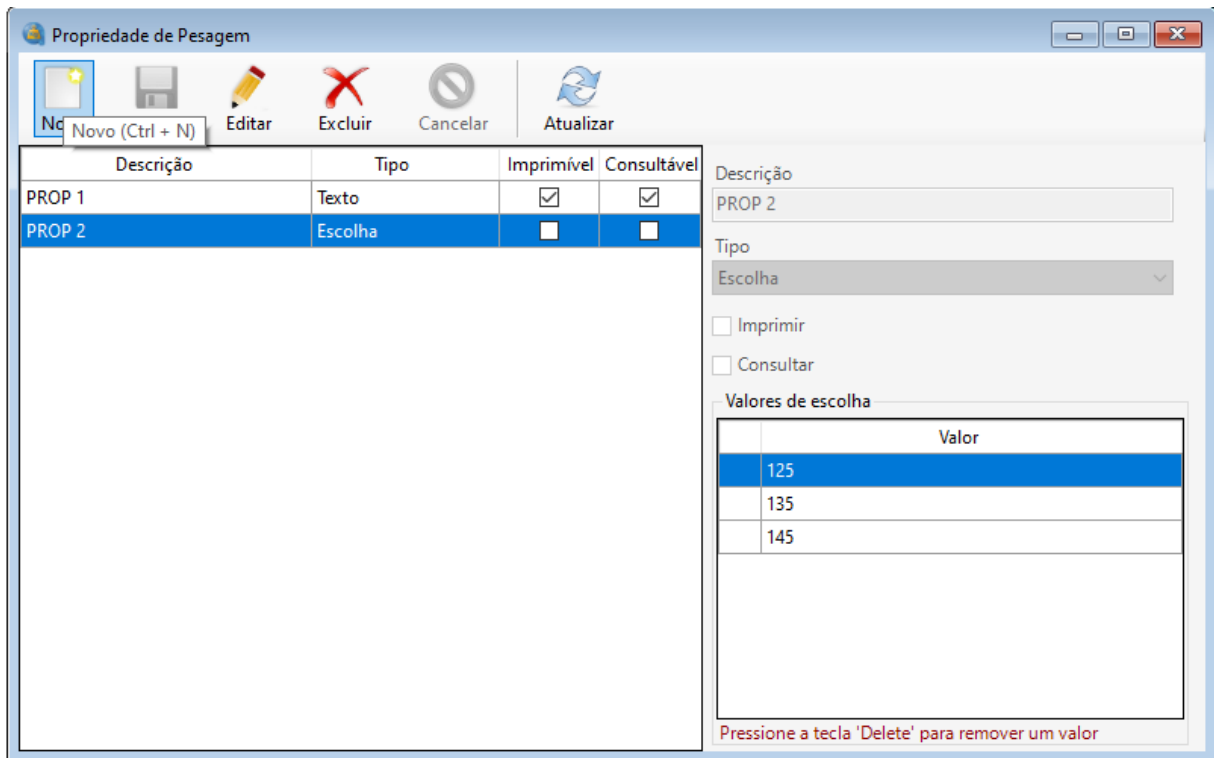 Propriedade de Pesagem
Novo (Ctrl + N)
Editar Excluir Cancelar Atualizar
Descrição Tipo Imprimível Consultável
PROP 1 Texto
PROP 2 Escolha
Descrição
PROP 2
Tipo
Escolha
Imprimir
Consultar
Valores de escolha
Valor
125
135
145
Pressione a tecla 'Delete' para remover um valor